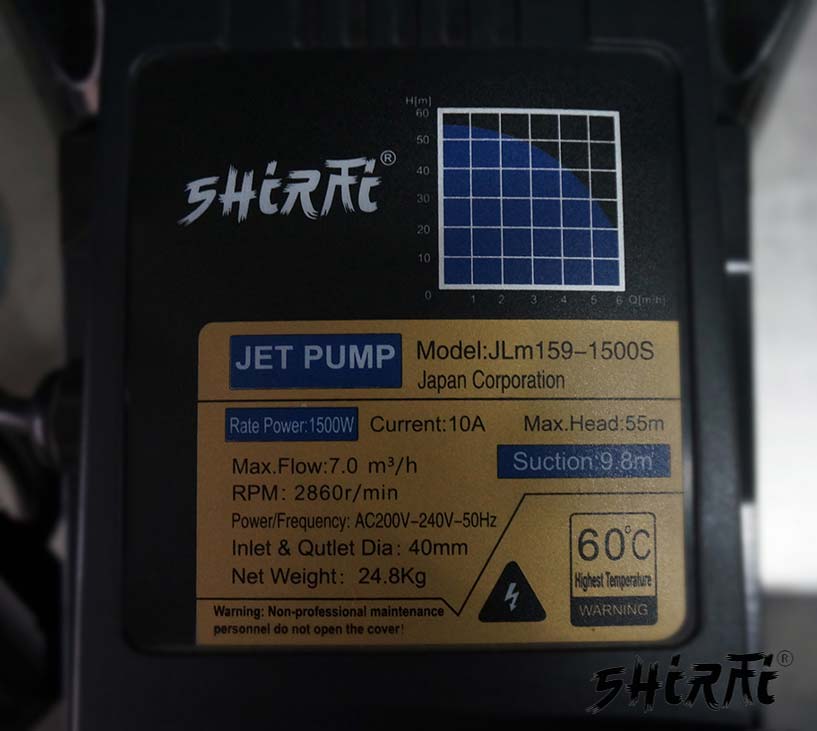 H[m]
60
50
40
30
20
10
0
1 2 3 4 5 6 Q[m/h]
SHIRAI®
JET PUMP
Model:JLm159-1500S
Japan Corporation
Rate Power:1500W Current:10A Max.Head:55m
Max.Flow:7.0 m³/h
Suction:9.8m
RPM: 2860r/min
Power/Frequency: AC200V-240V-50Hz
Inlet & Qutlet Dia: 40mm
Net Weight: 24.8Kg
60°C
Highest Temperature
WARNING
Warning: Non-professional maintenance
personnel do not open the cover!
SHIRAI®